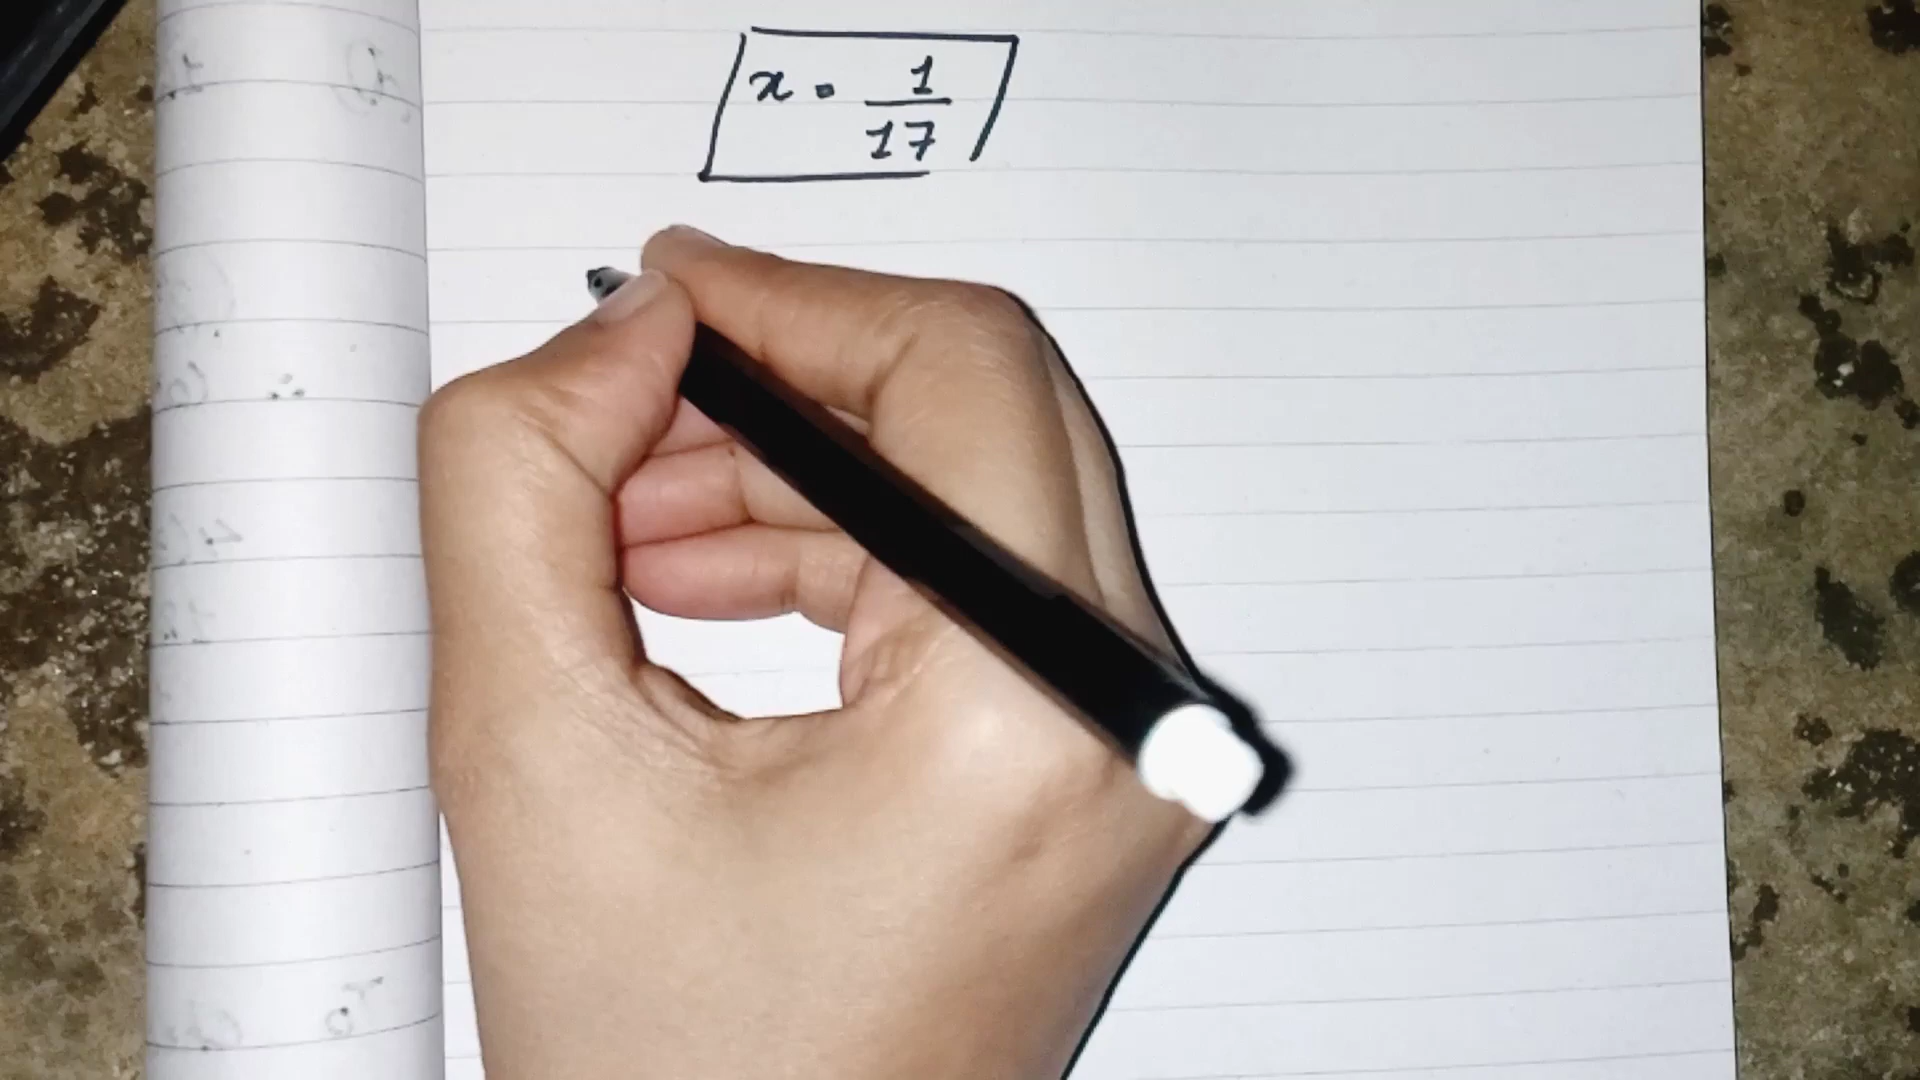 x = 1/17